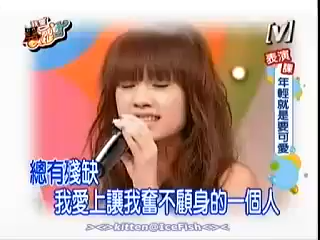 [V]
表演課
年輕就是要可愛
總有殘缺
我愛上讓我奮不顧身的一個人
><>kitten@IceFish<><